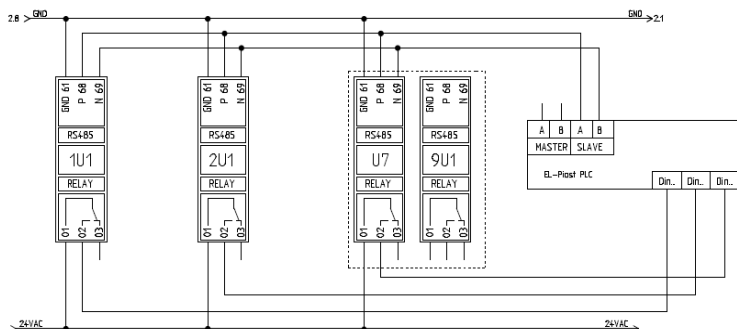 2.8 GND GND 2.1
GND 61 P 68 N 69 GND 61 P 68 N 69 GND 61 P 68 N 69 GND 61 P 68 N 69
RS485 RS485 RS485 RS485 A B A B
1U1 2U1 U7 9U1 MASTER SLAVE
EL-Piast PLC
RELAY RELAY RELAY RELAY Din.. Din.. Din..
01 02 03 01 02 03 01 02 03 01 02 03
24VAC 24VAC